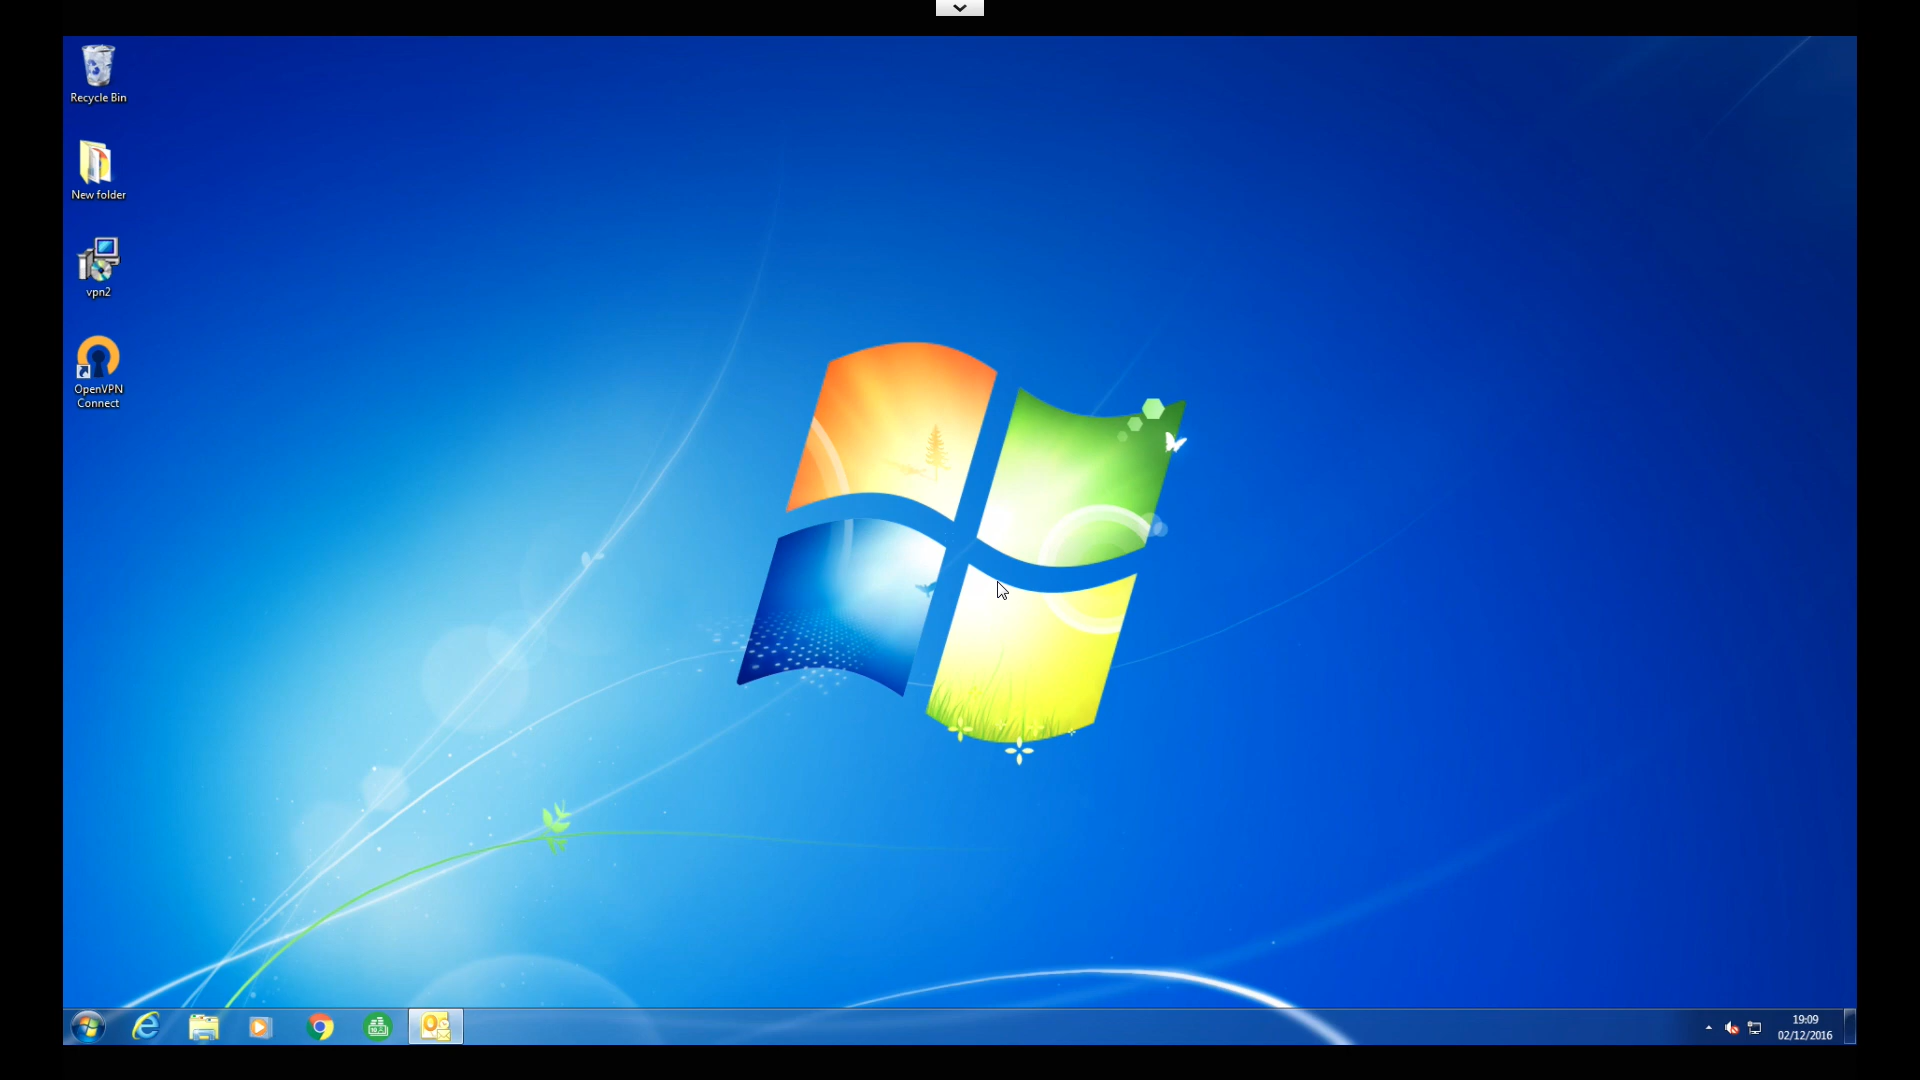 Recycle Bin
New folder
vpn2
OpenVPN
Connect
19:09
02/12/2016